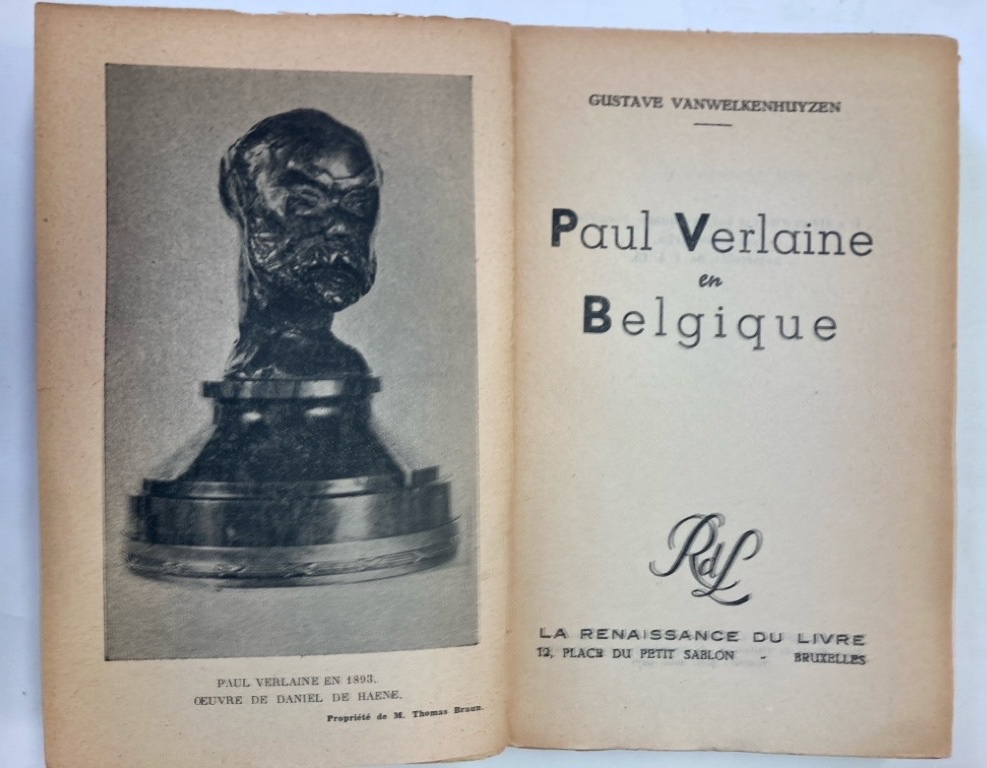 PAUL VERLAINE EN 1893.
ŒUVRE DE DANIEL DE HAENE.
Propriété de M. Thomas Braun.
GUSTAVE VANWELKENHUYZEN
Paul Verlaine
en
Belgique
RdL
LA RENAISSANCE DU LIVRE
12, PLACE DU PETIT SABLON - BRUXELLES